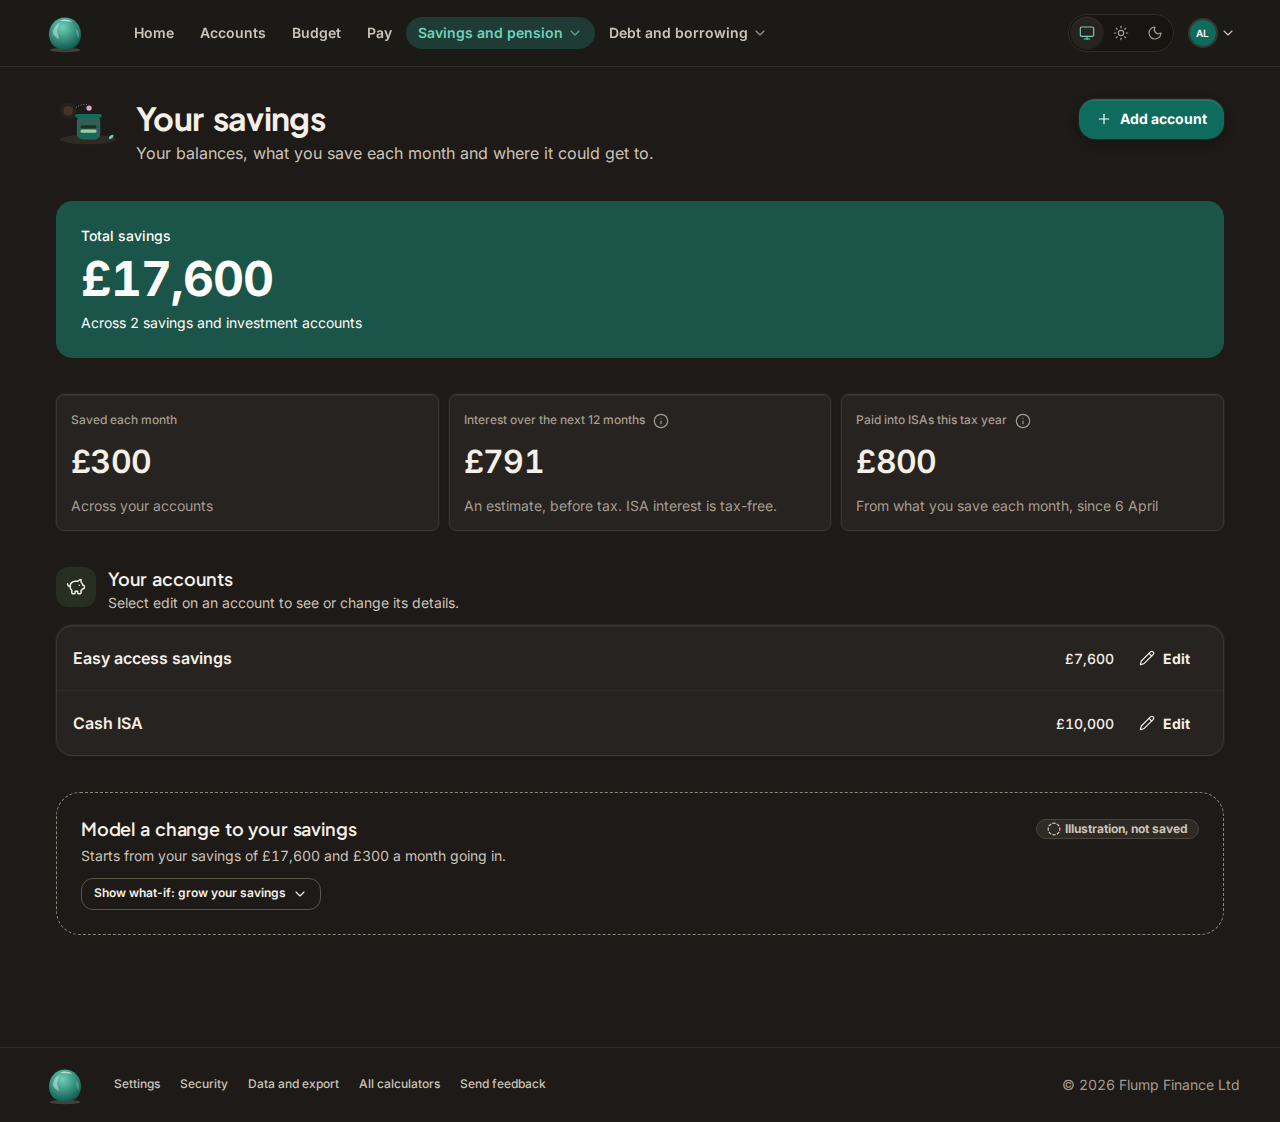 Home Accounts Budget Pay Savings and pension Debt and borrowing AL
Your savings
Your balances, what you save each month and where it could get to.
Add account
Total savings
£17,600
Across 2 savings and investment accounts
Saved each month
£300
Across your accounts
Interest over the next 12 months
£791
An estimate, before tax. ISA interest is tax-free.
Paid into ISAs this tax year
£800
From what you save each month, since 6 April
Your accounts
Select edit on an account to see or change its details.
Easy access savings £7,600 Edit
Cash ISA £10,000 Edit
Model a change to your savings
Illustration, not saved
Starts from your savings of £17,600 and £300 a month going in.
Show what-if: grow your savings
Settings Security Data and export All calculators Send feedback © 2026 Flump Finance Ltd